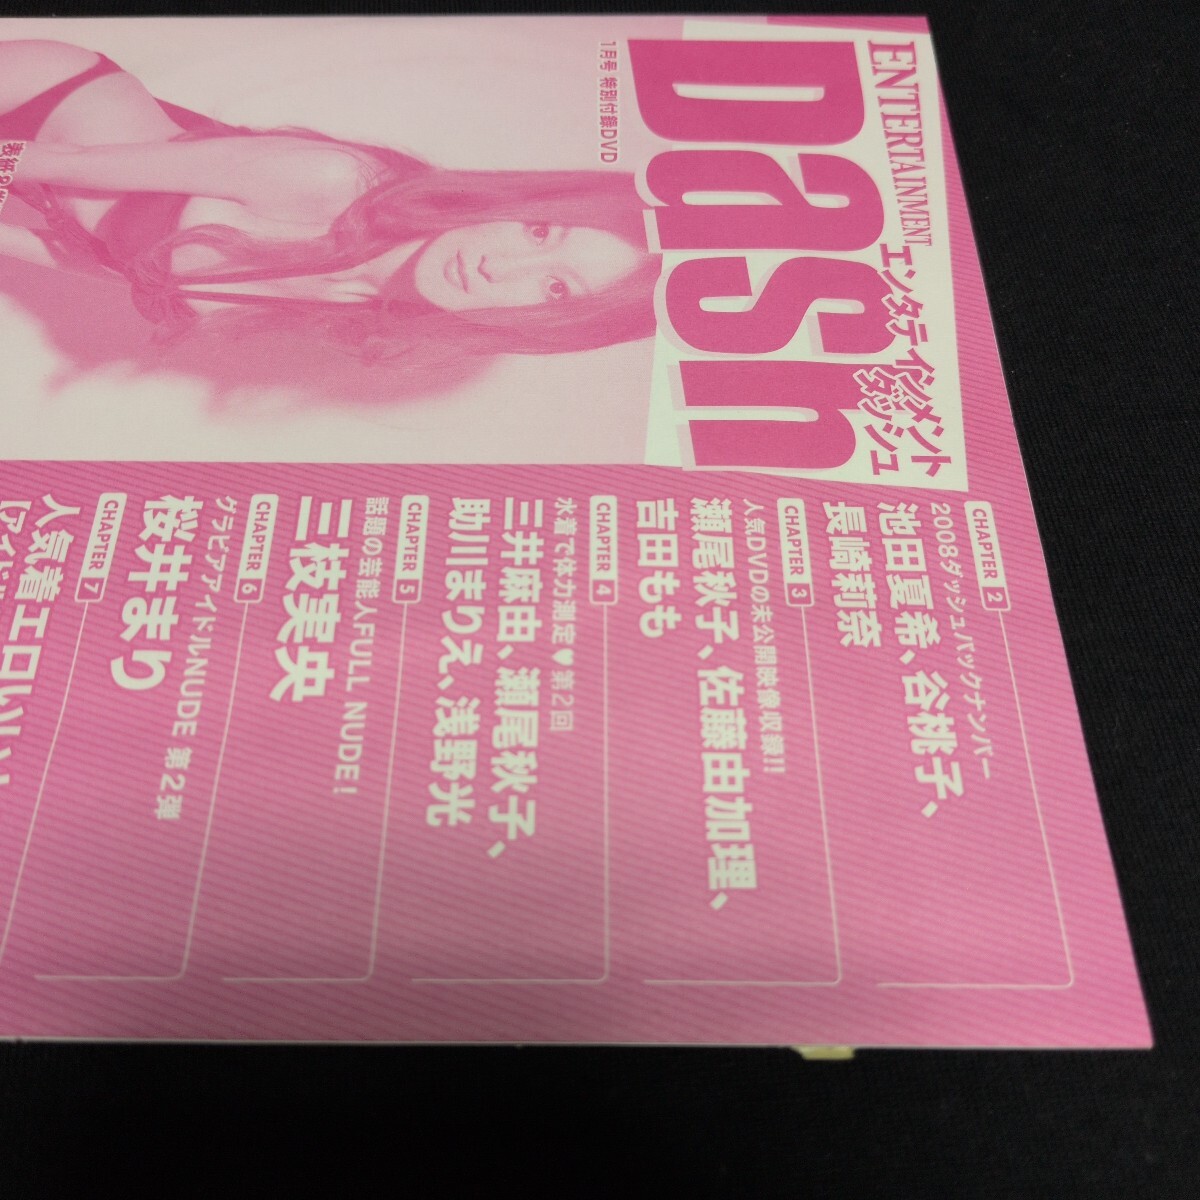 ENTERTAINMENT
エンタテインメント
ダッシュ
Dash
1月号 特別付録DVD
CHAPTER 2
2008ダッシュバックナンバー
池田夏希、谷桃子、
長崎莉奈
CHAPTER 3
人気DVDの未公開映像収録!!
瀬尾秋子、佐藤由加理、
吉田もも
CHAPTER 4
水着で体力測定♥第2回
三井麻由、瀬尾秋子、
助川まりえ、浅野光
CHAPTER 5
話題の芸能人FULL NUDE!
三枝実央
CHAPTER 6
グラビアアイドルNUDE 第2弾
桜井まり
CHAPTER 7
人気着エロ